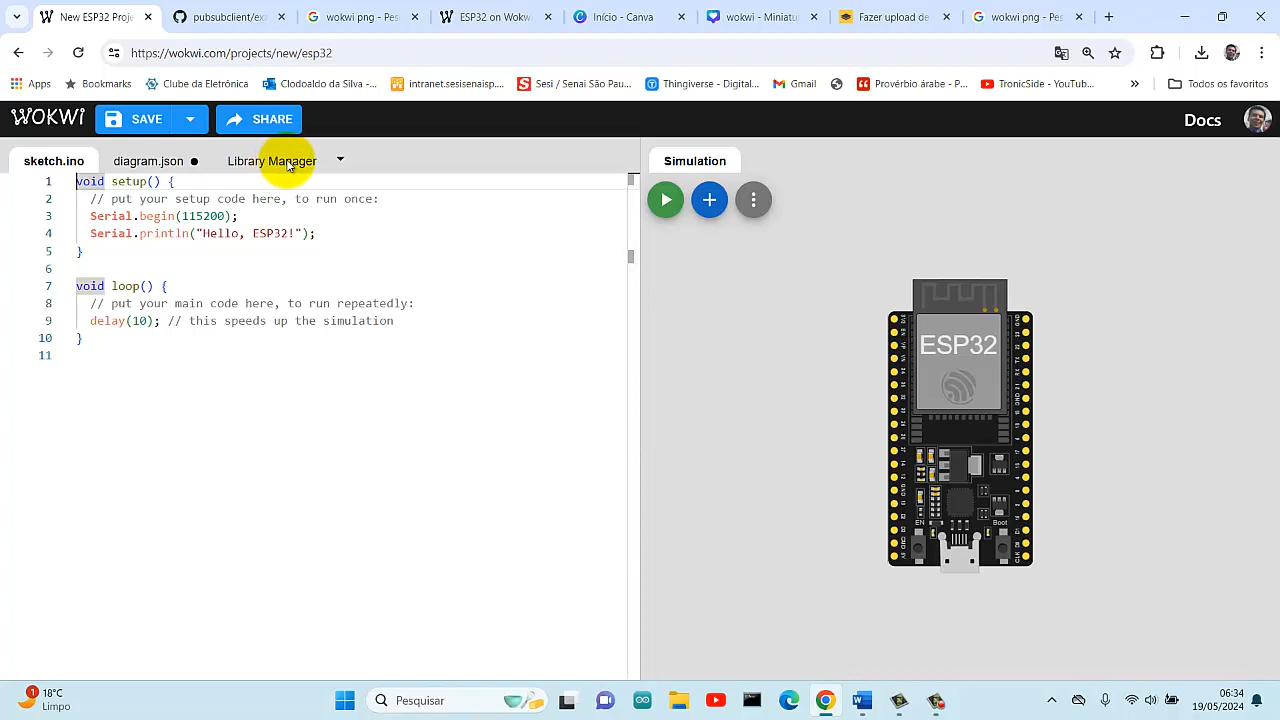 New ESP32 Proje
pubsubclient/ex
wokwi png - Pes
ESP32 on Wokw
Início - Canva
wokwi - Miniatu
Fazer upload de
wokwi png - Pes
https://wokwi.com/projects/new/esp32
Apps
Bookmarks
Clube da Eletrônica
Clodoaldo da Silva -...
intranet.sesisenaisp....
Sesi / Senai São Pau...
Thingiverse - Digital...
Gmail
Provérbio árabe - P...
TronicSide - YouTub...
»
Todos os favoritos
WOKWi
SAVE
SHARE
Docs
sketch.ino
diagram.json
Library Manager
Simulation
1 void setup() {
2 // put your setup code here, to run once:
3 Serial.begin(115200);
4 Serial.println("Hello, ESP32!");
5 }
6
7 void loop() {
8 // put your main code here, to run repeatedly:
9 delay(10); // this speeds up the simulation
10 }
11
ESP32
EN
Boot
1
18°C
Limpo
Pesquisar
06:34
19/05/2024